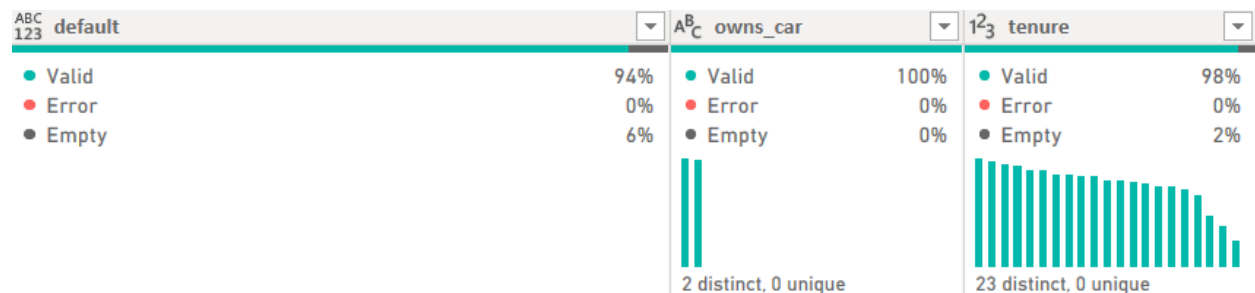 ABC 123 default
Valid 94%
Error 0%
Empty 6%
ABC owns_car
Valid 100%
Error 0%
Empty 0%
2 distinct, 0 unique
123 tenure
Valid 98%
Error 0%
Empty 2%
23 distinct, 0 unique